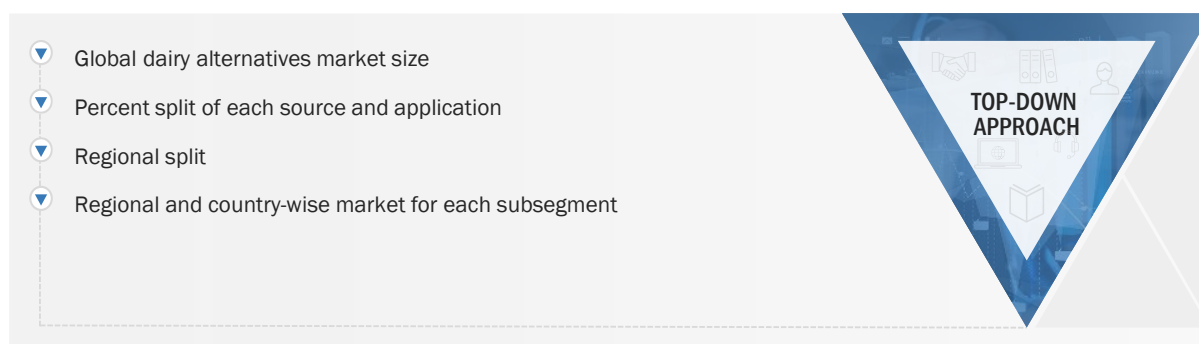 Global dairy alternatives market size
Percent split of each source and application
Regional split
Regional and country-wise market for each subsegment
TOP-DOWN
APPROACH